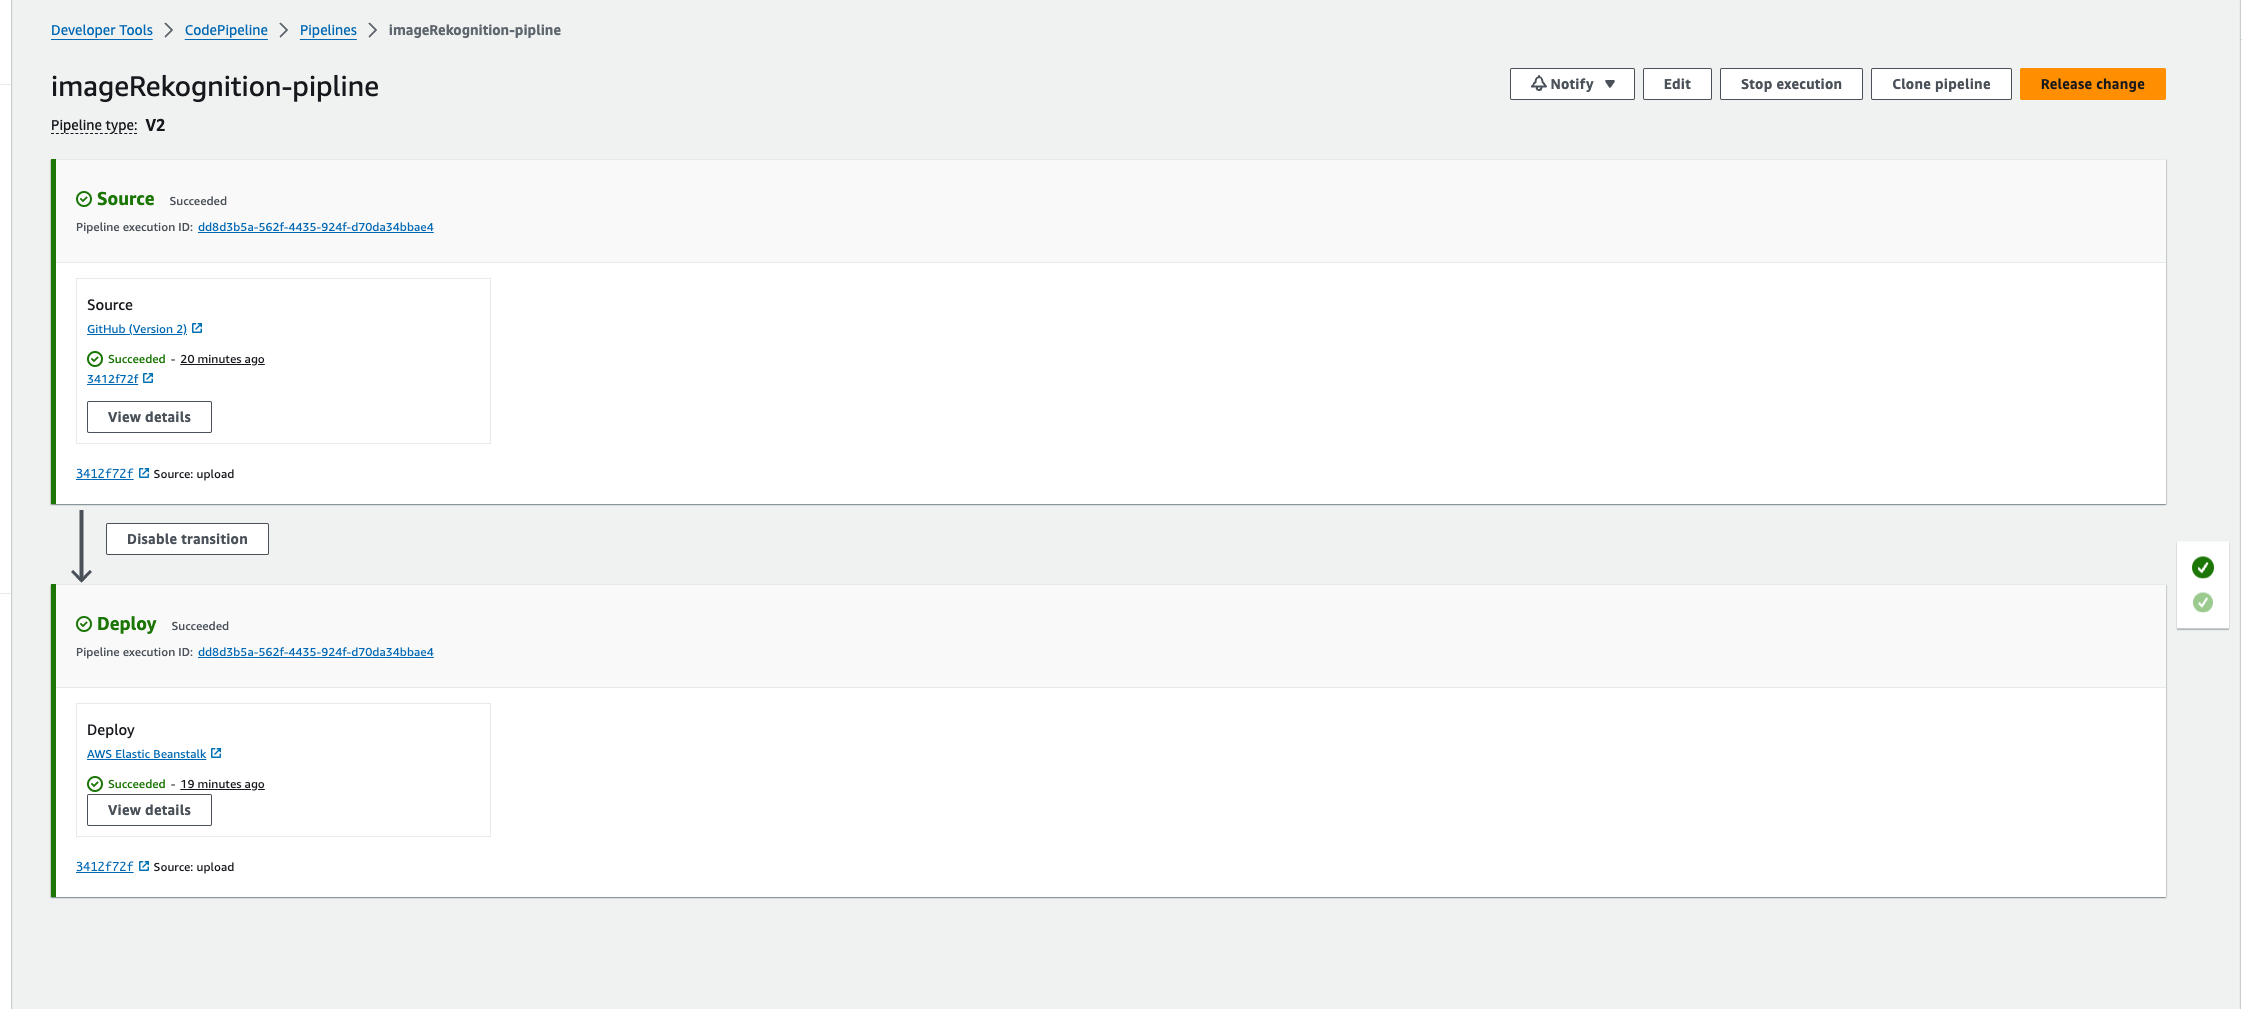 Developer Tools > CodePipeline > Pipelines > imageRekognition-pipline
imageRekognition-pipline
Notify Edit Stop execution Clone pipeline Release change
Pipeline type: V2
Source Succeeded
Pipeline execution ID: dd8d3b5a-562f-4435-924f-d70da34bbae4
Source
GitHub (Version 2)
Succeeded - 20 minutes ago
3412f72f
View details
3412f72f Source: upload
Disable transition
Deploy Succeeded
Pipeline execution ID: dd8d3b5a-562f-4435-924f-d70da34bbae4
Deploy
AWS Elastic Beanstalk
Succeeded - 19 minutes ago
View details
3412f72f Source: upload